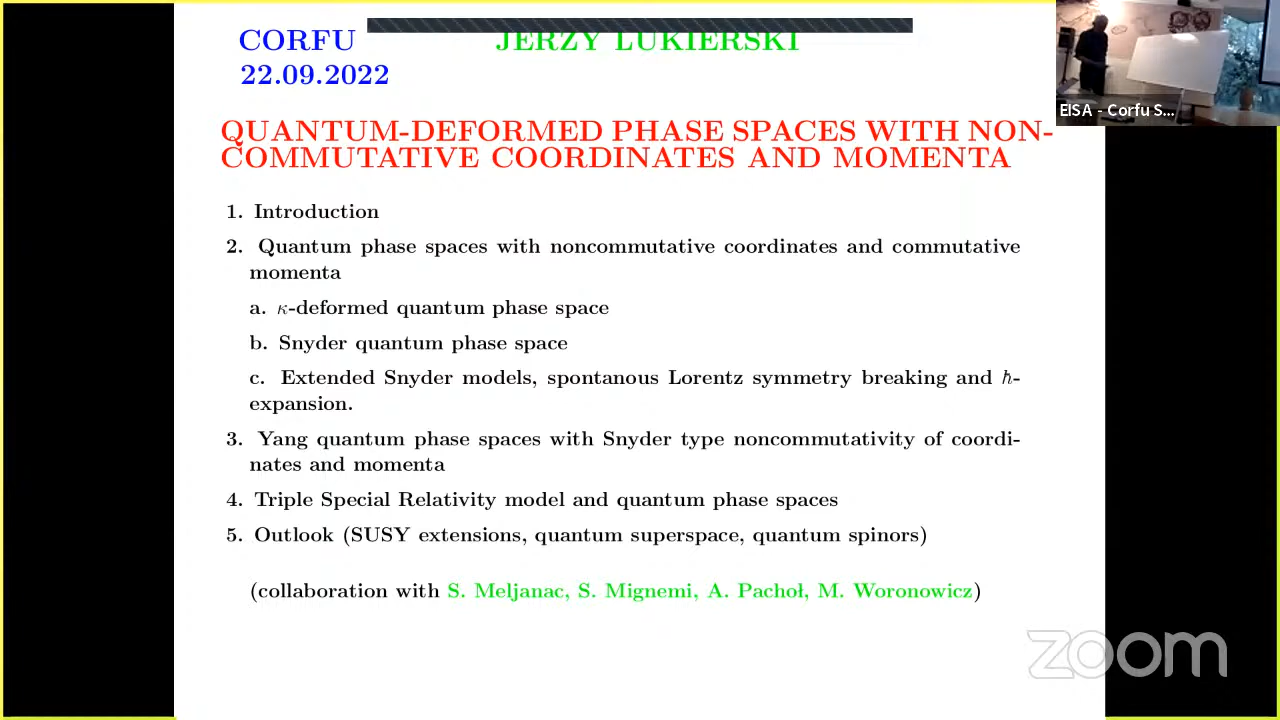 CORFU
JERZY LUKIERSKI
22.09.2022
EISA - Corfu S...
QUANTUM-DEFORMED PHASE SPACES WITH NON-
COMMUTATIVE COORDINATES AND MOMENTA
1. Introduction
2. Quantum phase spaces with noncommutative coordinates and commutative
momenta
a. κ-deformed quantum phase space
b. Snyder quantum phase space
c. Extended Snyder models, spontanous Lorentz symmetry breaking and ħ-
expansion.
3. Yang quantum phase spaces with Snyder type noncommutativity of coordi-
nates and momenta
4. Triple Special Relativity model and quantum phase spaces
5. Outlook (SUSY extensions, quantum superspace, quantum spinors)
(collaboration with S. Meljanac, S. Mignemi, A. Pachoł, M. Woronowicz)
zoom